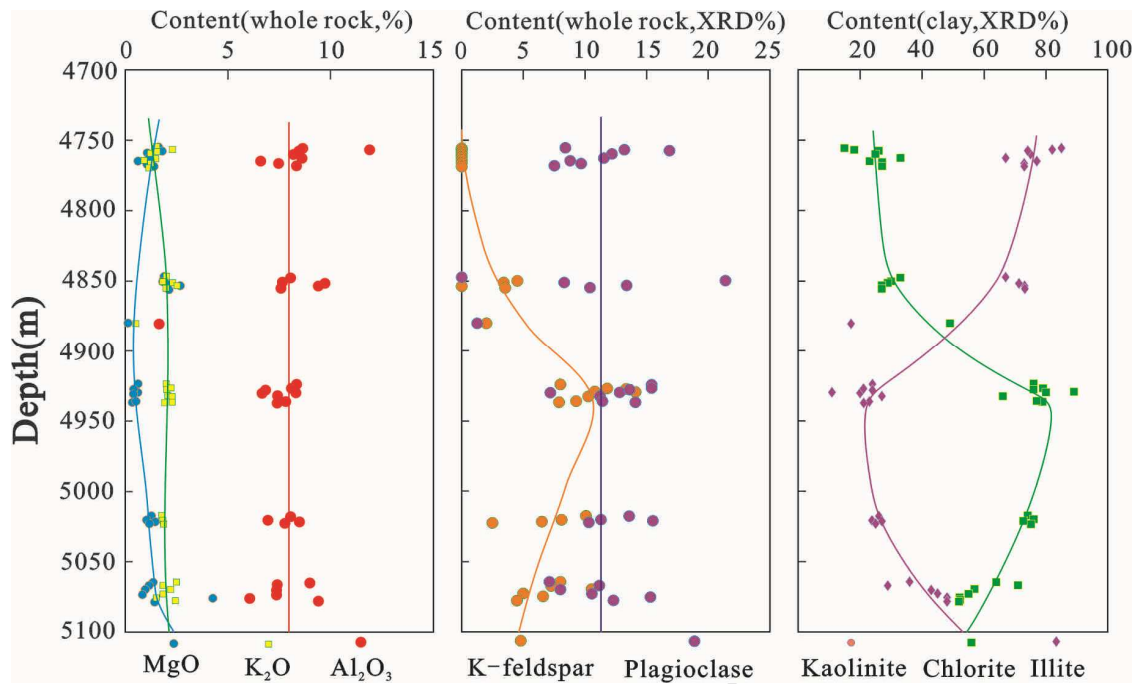 Content(whole rock,%) Content(whole rock,XRD%) Content(clay,XRD%)
0 5 10 15 0 5 10 15 20 25 20 40 60 80 100
4700
4750
4800
4850
4900
4950
5000
5050
5100
Depth(m)
MgO K₂O Al₂O₃ K-feldspar Plagioclase Kaolinite Chlorite Illite